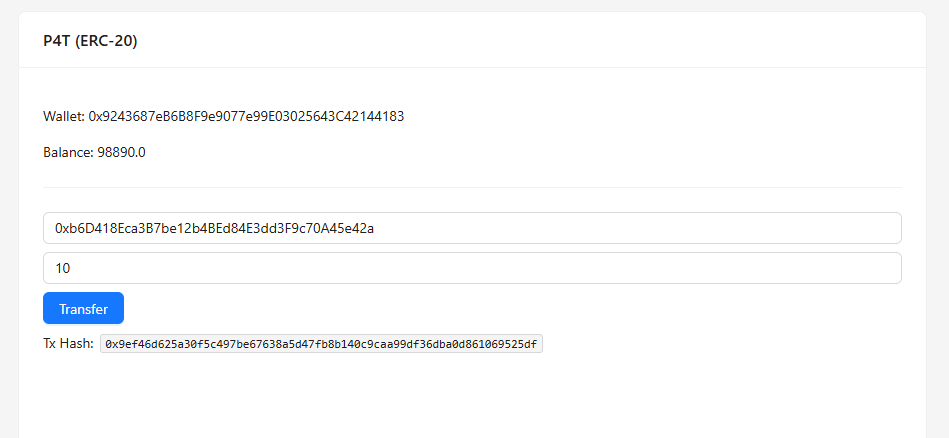 P4T (ERC-20)
Wallet: 0x9243687eB6B8F9e9077e99E03025643C42144183
Balance: 98890.0
0xb6D418Eca3B7be12b4BEd84E3dd3F9c70A45e42a
10
Transfer
Tx Hash: 0x9ef46d625a30f5c497be67638a5d47fb8b140c9caa99df36dba0d861069525df